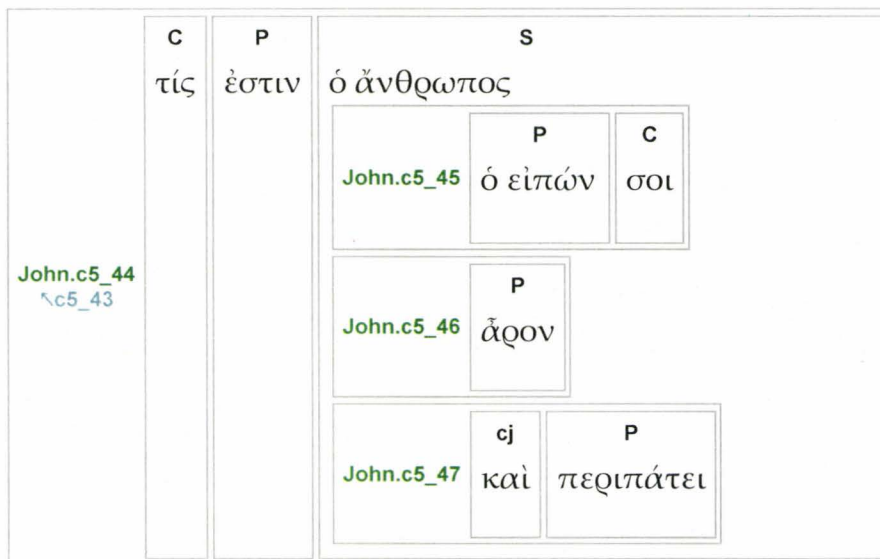 C P S
τίς ἐστιν ὁ ἄνθρωπος
P C
John.c5_45 ὁ εἰπών σοι
John.c5_44
↖c5_43
P
John.c5_46 ἆρον
cj P
John.c5_47 καὶ περιπάτει